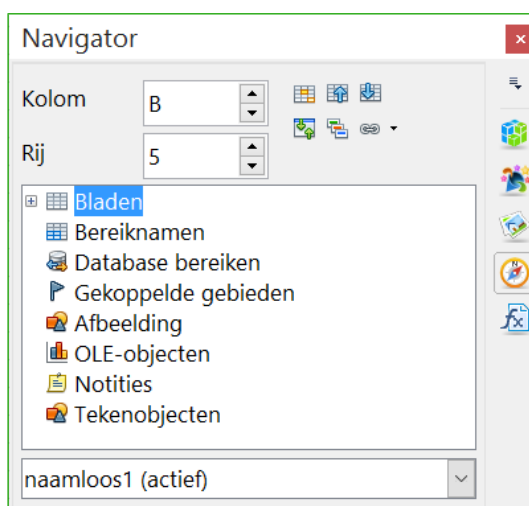 Navigator
Kolom
B
Rij
5
Bladen
Bereiknamen
Database bereiken
Gekoppelde gebieden
Afbeelding
OLE-objecten
Notities
Tekenobjecten
naamloos1 (actief)